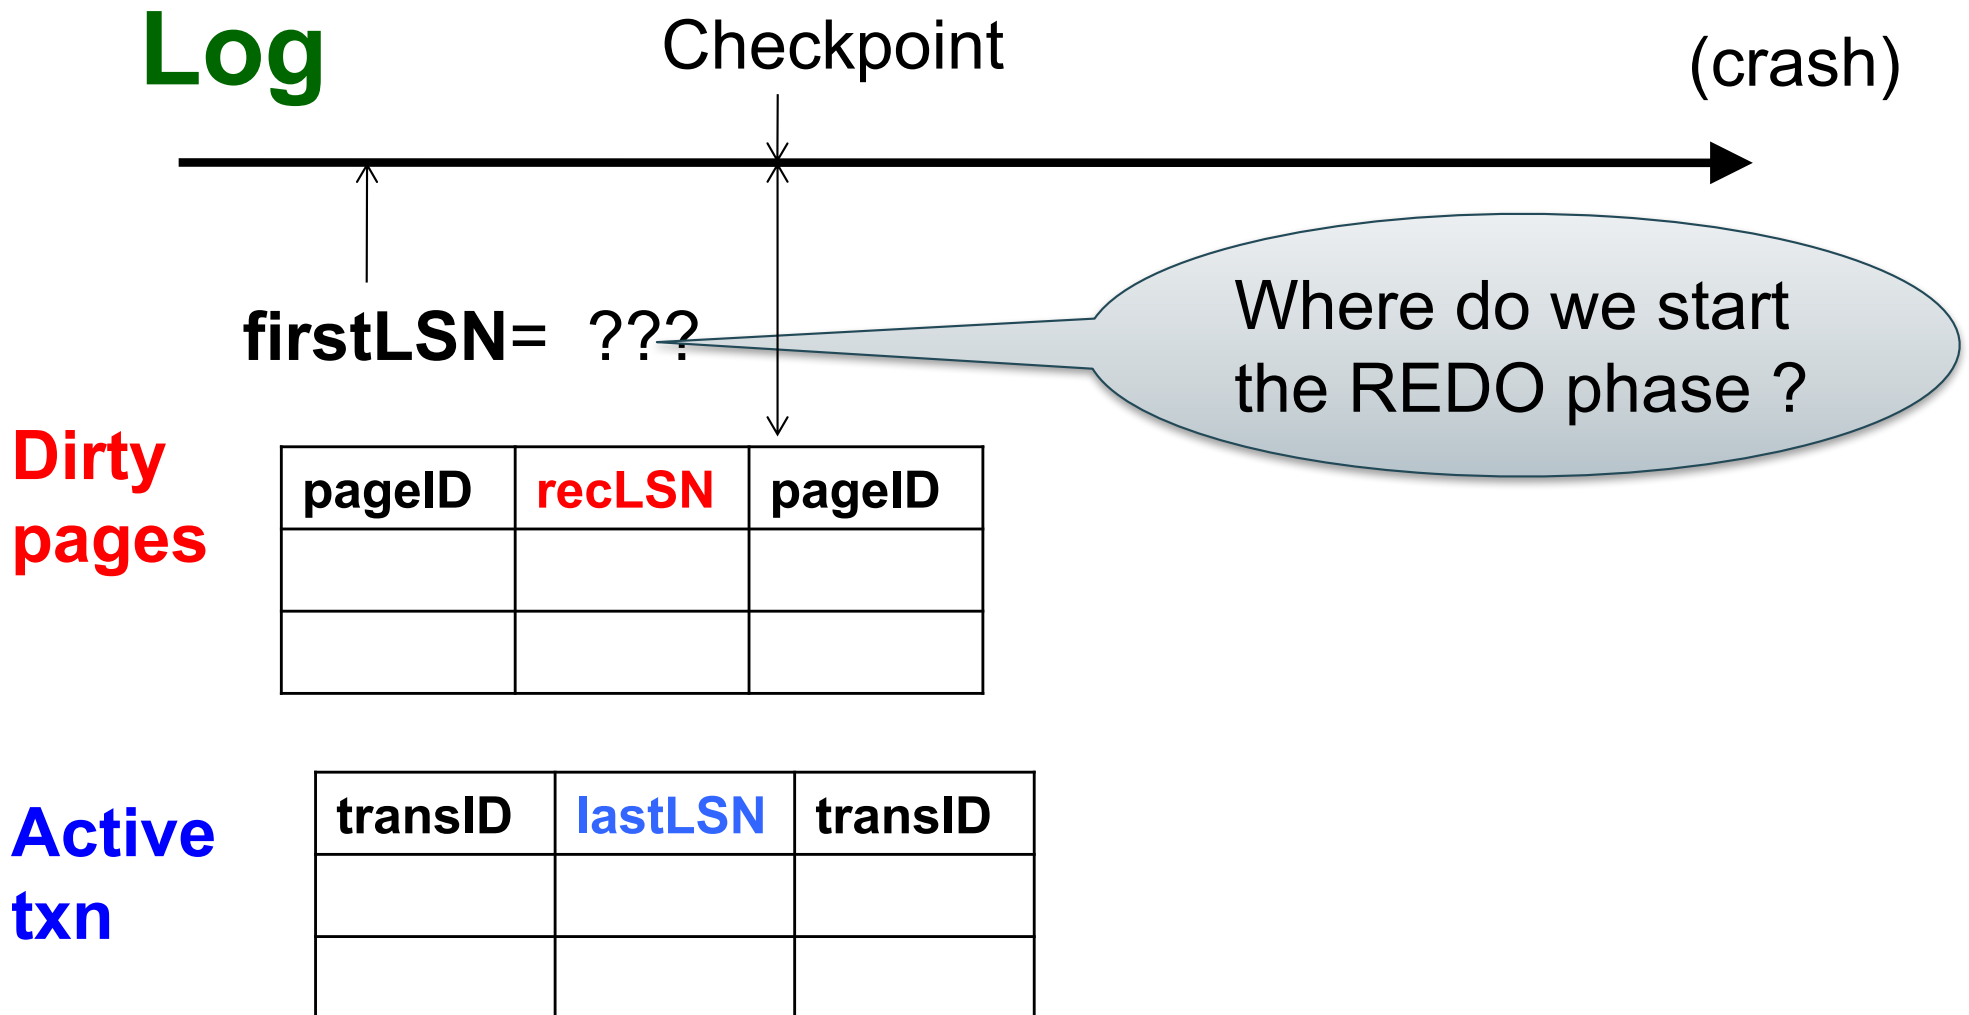 Log
Checkpoint
(crash)
firstLSN= ???
Where do we start
the REDO phase ?
Dirty
pages
pageID recLSN pageID
Active
txn
transID lastLSN transID